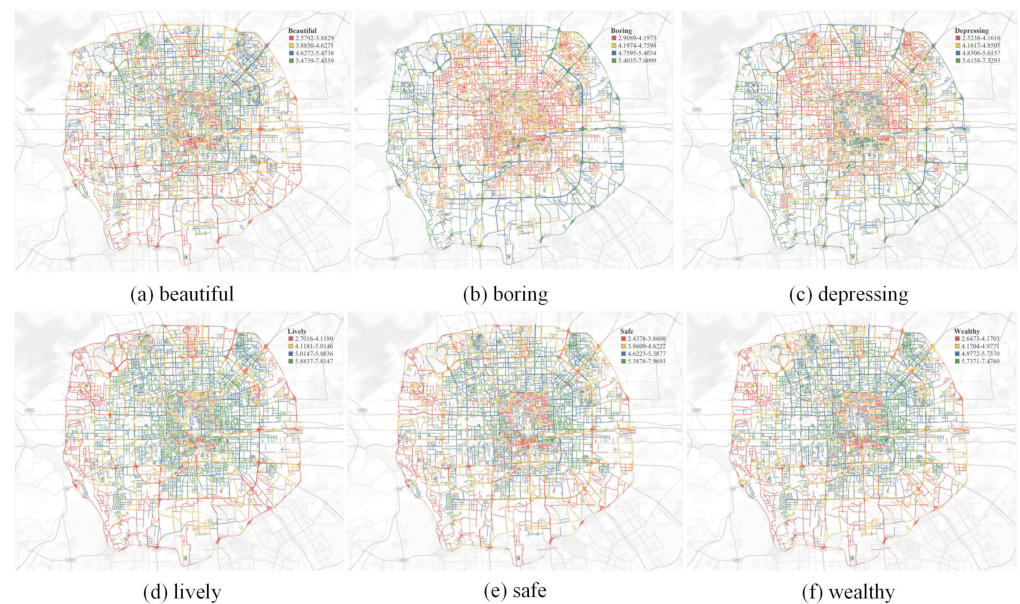 Beautiful
2.5792-3.8829
3.8830-4.6271
4.6272-5.4738
5.4739-7.4559
Boring
2.9089-4.1973
4.1974-4.7594
4.7595-5.4034
5.4035-7.0099
Depressing
2.5238-4.1616
4.1617-4.8505
4.8506-5.6157
5.6158-7.3293
(a) beautiful
(b) boring
(c) depressing
Lively
2.7016-4.1180
4.1181-5.0146
5.0147-5.8836
5.8837-7.8147
Safe
2.4378-3.8608
3.8609-4.6222
4.6223-5.3877
5.3878-7.9693
Wealthy
2.6473-4.1703
4.1704-4.9771
4.9772-5.7370
5.7371-7.4760
(d) lively
(e) safe
(f) wealthy